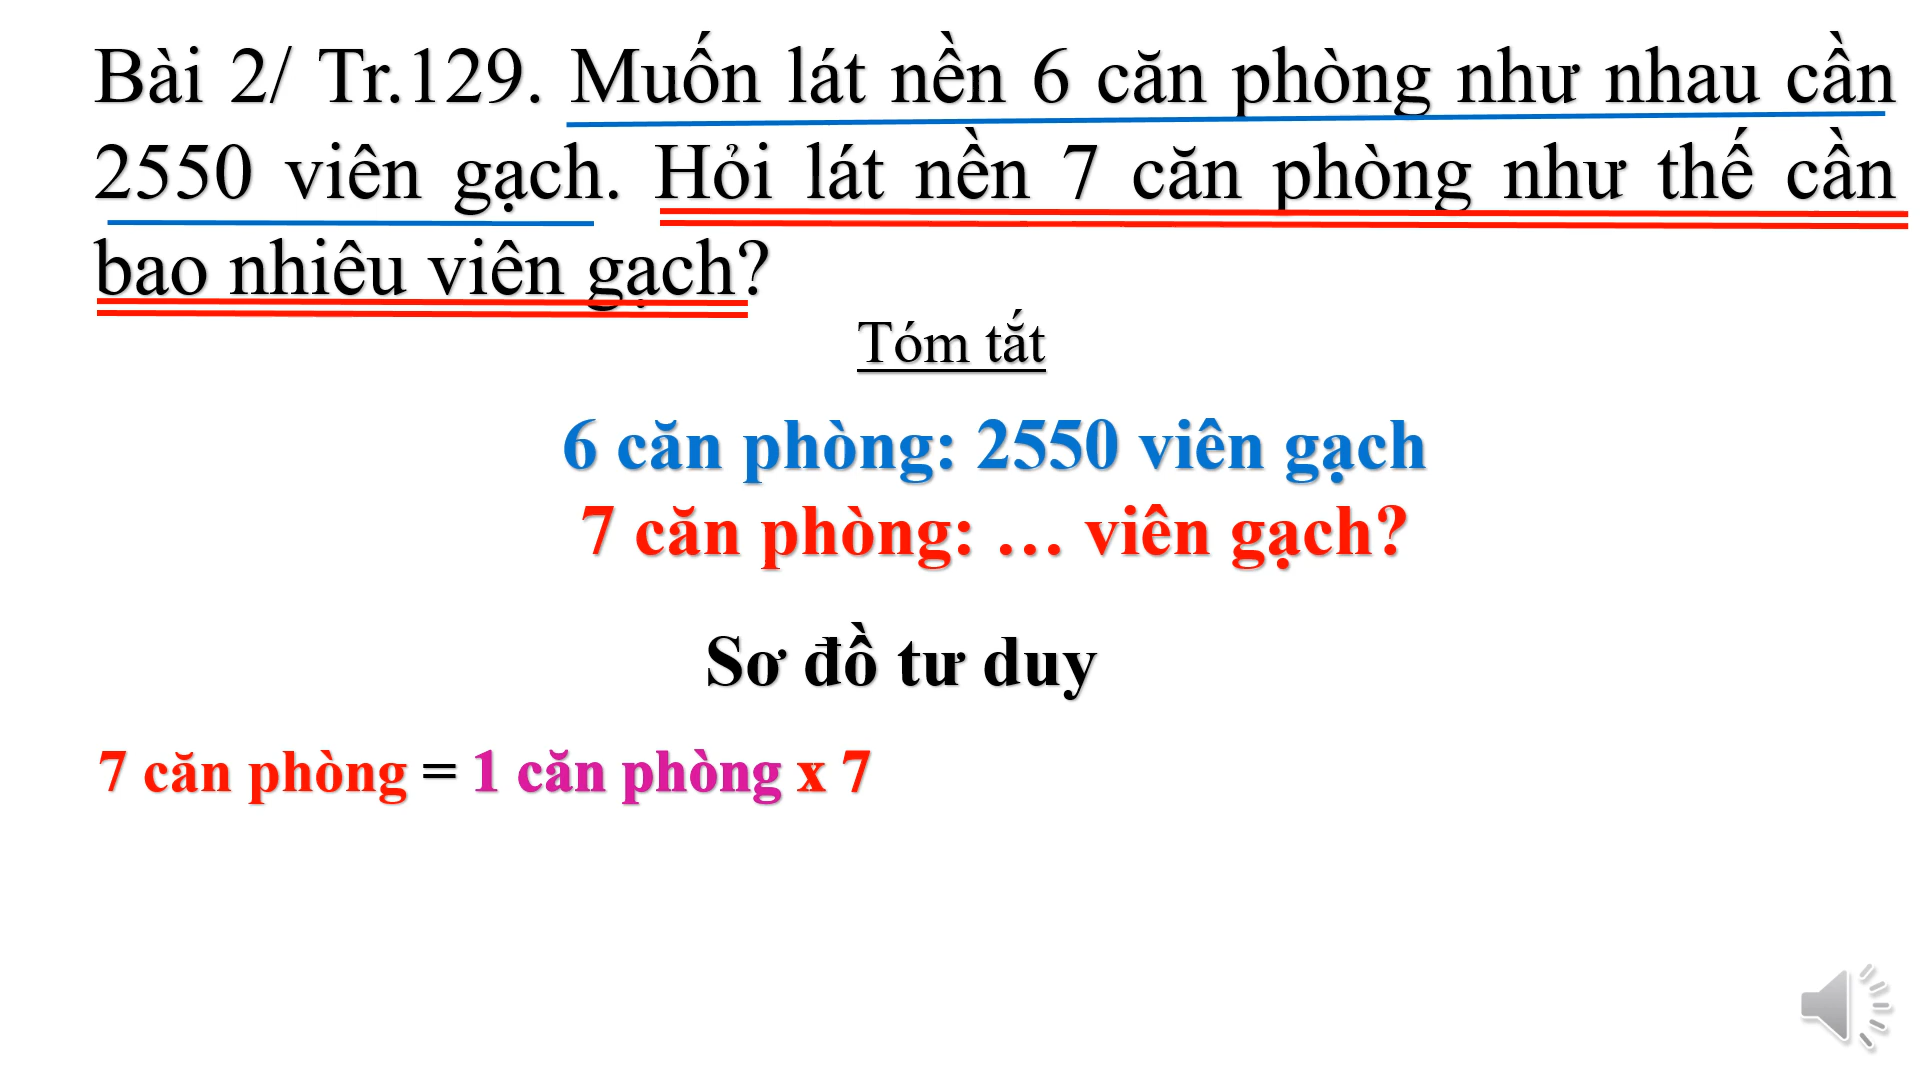 Bài 2/ Tr.129. Muốn lát nền 6 căn phòng như nhau cần
2550 viên gạch. Hỏi lát nền 7 căn phòng như thế cần
bao nhiêu viên gạch?
Tóm tắt
6 căn phòng: 2550 viên gạch
7 căn phòng: … viên gạch?
Sơ đồ tư duy
7 căn phòng = 1 căn phòng x 7